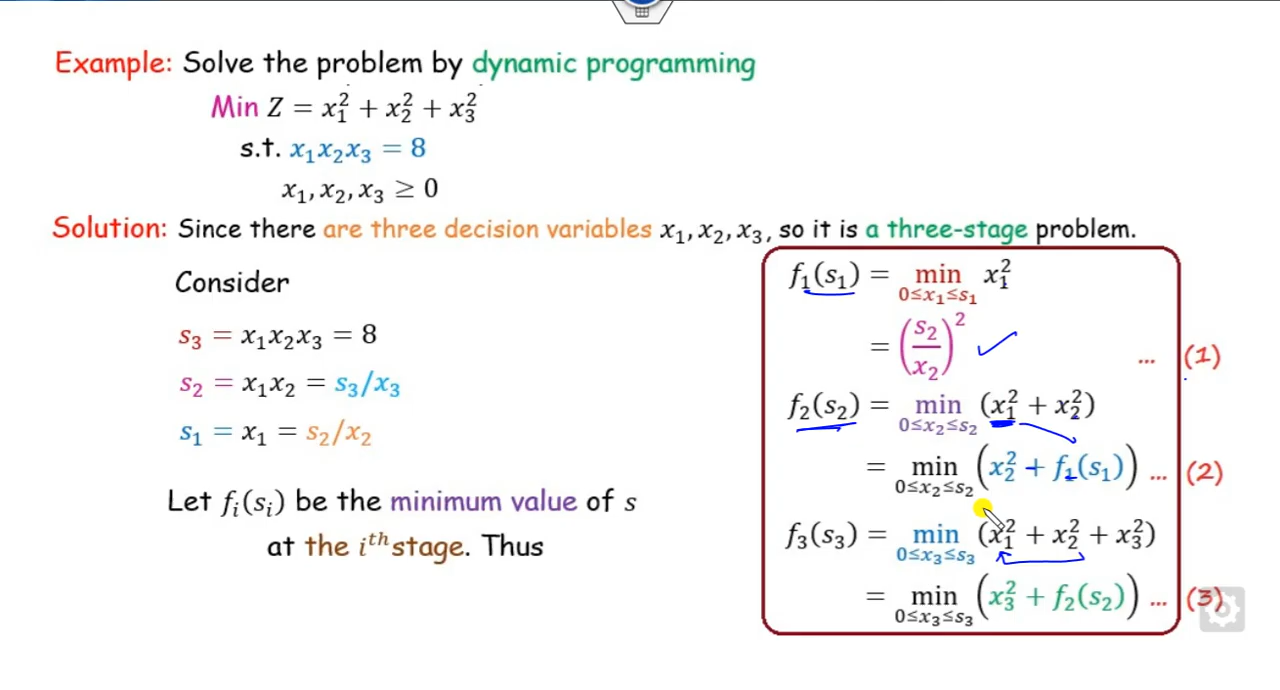 Example: Solve the problem by dynamic programming
Min Z = x₁² + x₂² + x₃²
s.t. x₁x₂x₃ = 8
x₁, x₂, x₃ ≥ 0
Solution: Since there are three decision variables x₁, x₂, x₃, so it is a three-stage problem.
Consider
s₃ = x₁x₂x₃ = 8
s₂ = x₁x₂ = s₃/x₃
s₁ = x₁ = s₂/x₂
Let fᵢ(sᵢ) be the minimum value of s
at the iᵗʰ stage. Thus
f₁(s₁) = min 0≤x₁≤s₁ x₁²
= (s₂/x₂)² ... (1)
f₂(s₂) = min 0≤x₂≤s₂ (x₁² + x₂²)
= min 0≤x₂≤s₂ (x₂² + f₁(s₁)) ... (2)
f₃(s₃) = min 0≤x₃≤s₃ (x₁² + x₂² + x₃²)
= min 0≤x₃≤s₃ (x₃² + f₂(s₂)) ... (3)